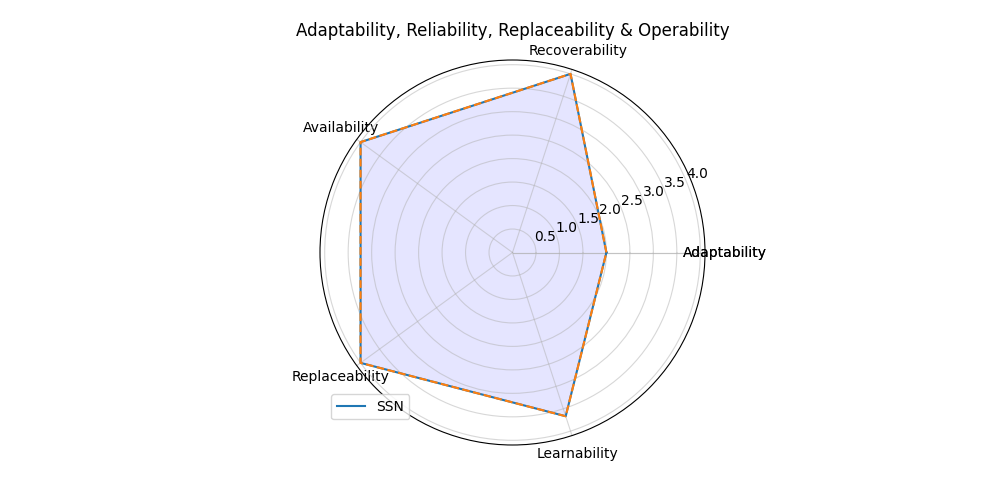 Adaptability, Reliability, Replaceability & Operability
Recoverability
Availability
4.0
3.5
3.0
2.5
2.0
1.5
1.0
0.5
Adaptability
Replaceability
SSN
Learnability